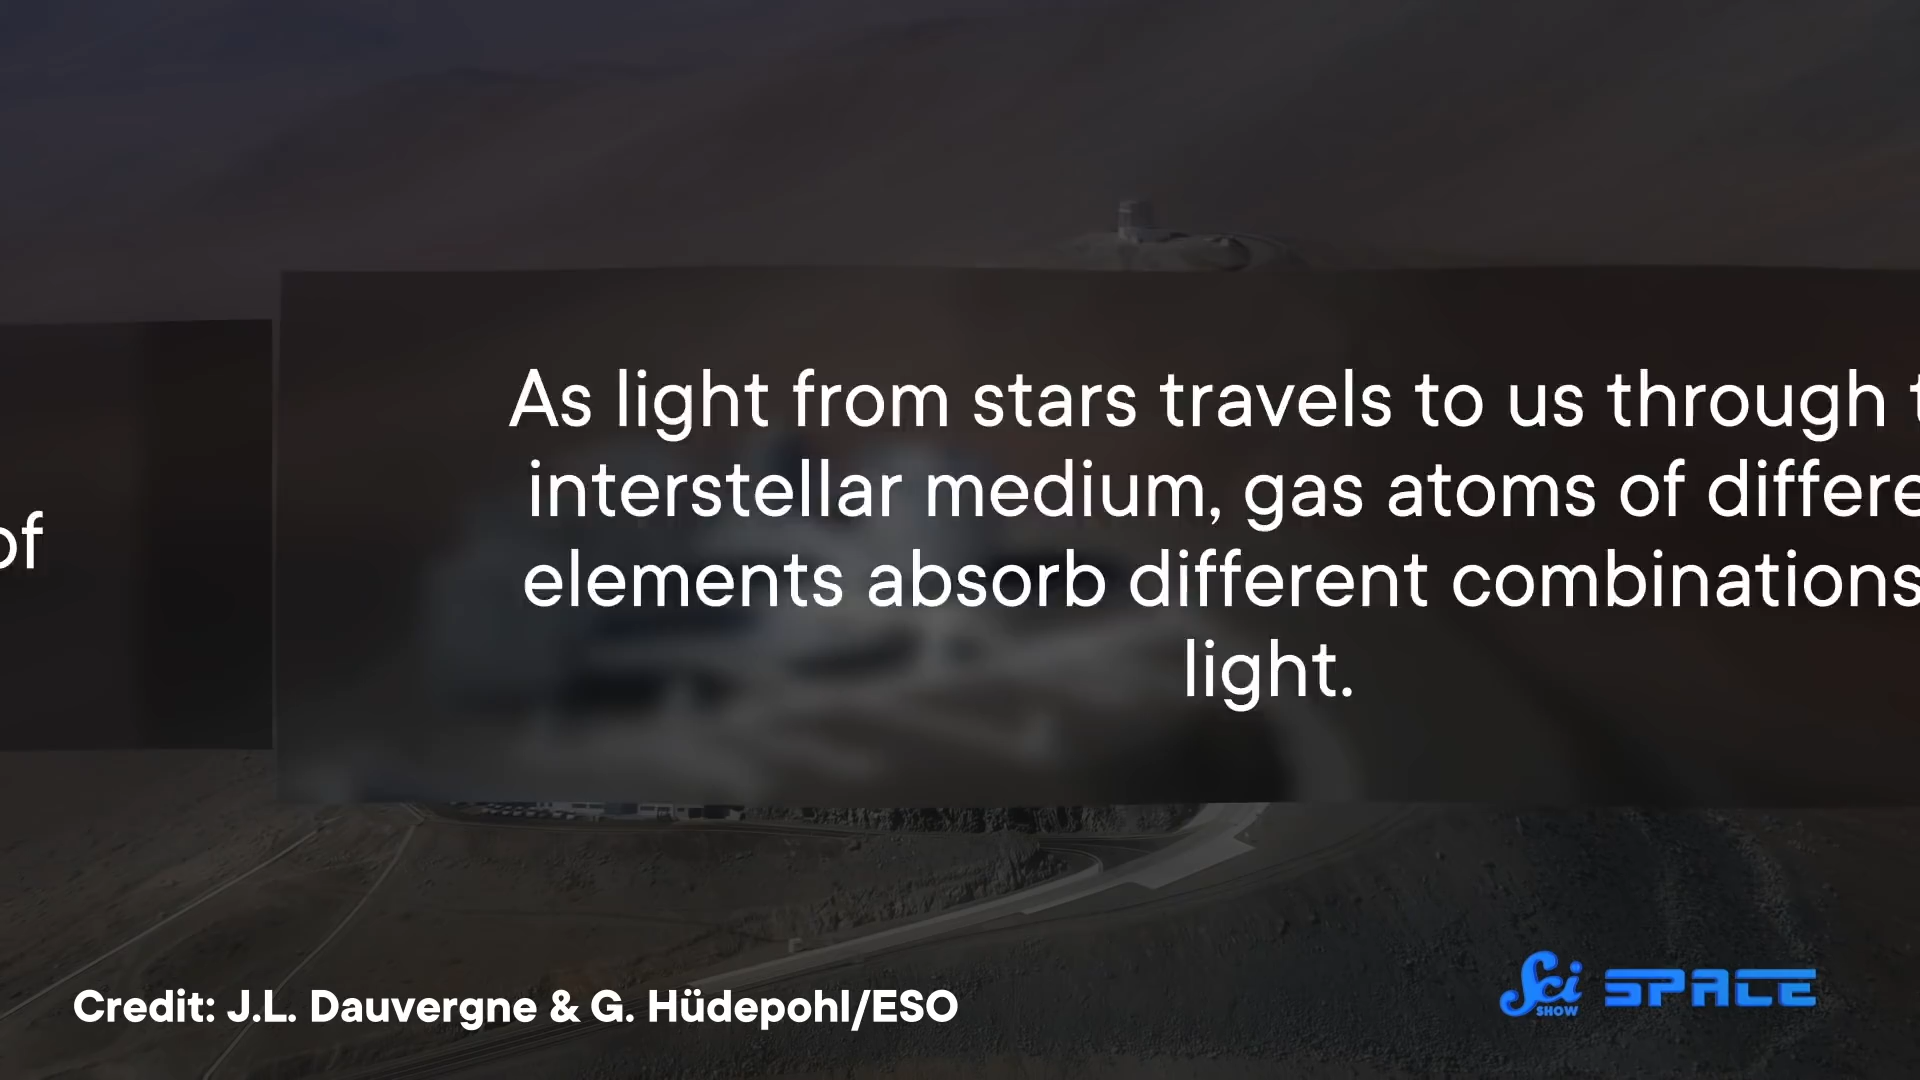 of
As light from stars travels to us through t
interstellar medium, gas atoms of differe
elements absorb different combinations
light.
Credit: J.L. Dauvergne & G. Hüdepohl/ESO
Sci SHOW SPACE